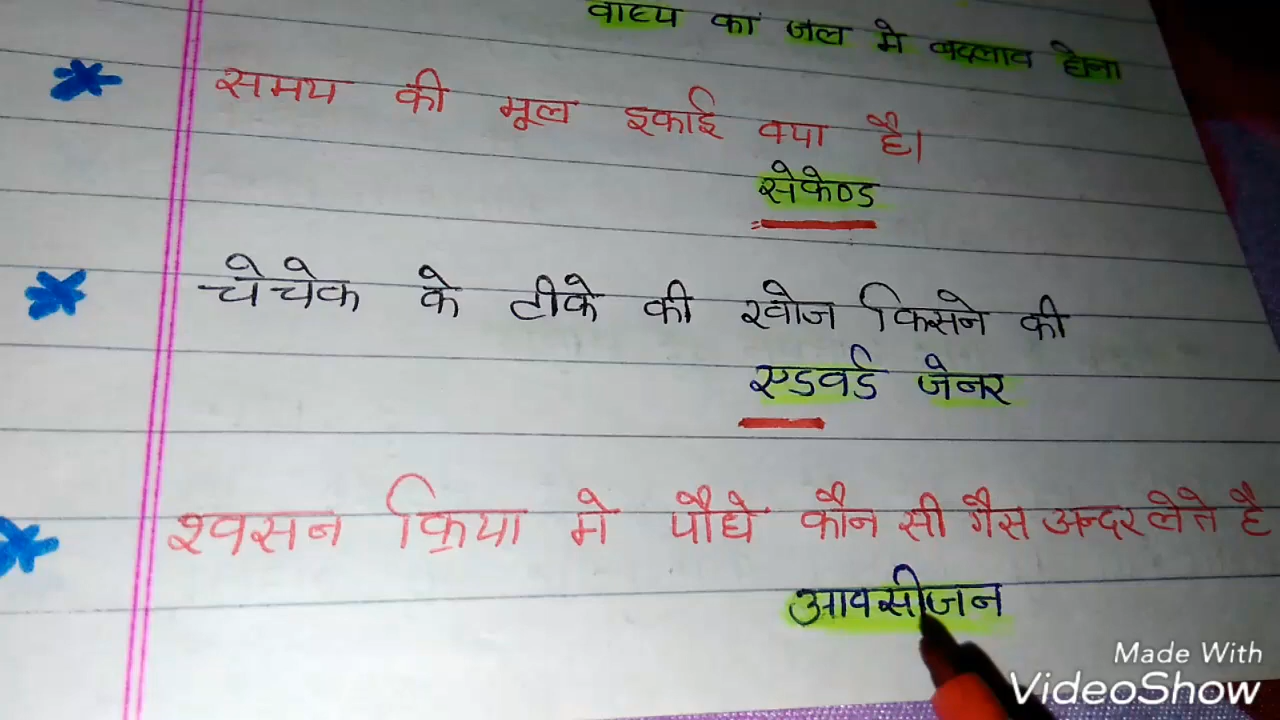 वाष्प का जल मे बदलाव होना
समय की मूल इकाई क्या है।
सेकेण्ड
चेचेक के टीके की खोज किसने की
एडवर्ड जेनर
श्वसन क्रिया मे पौधे कौन सी गैस अन्दर लेते है
आक्सीजन
Made With
VideoShow